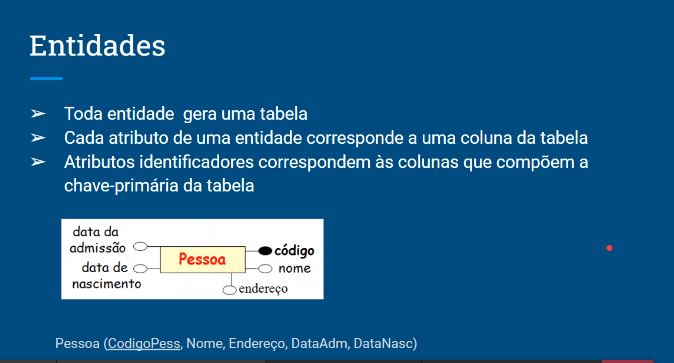 Entidades
➢ Toda entidade gera uma tabela
➢ Cada atributo de uma entidade corresponde a uma coluna da tabela
➢ Atributos identificadores correspondem às colunas que compõem a
chave-primária da tabela
data da
admissão
data de
nascimento
Pessoa
código
nome
endereço
Pessoa (CodigoPess, Nome, Endereço, DataAdm, DataNasc)